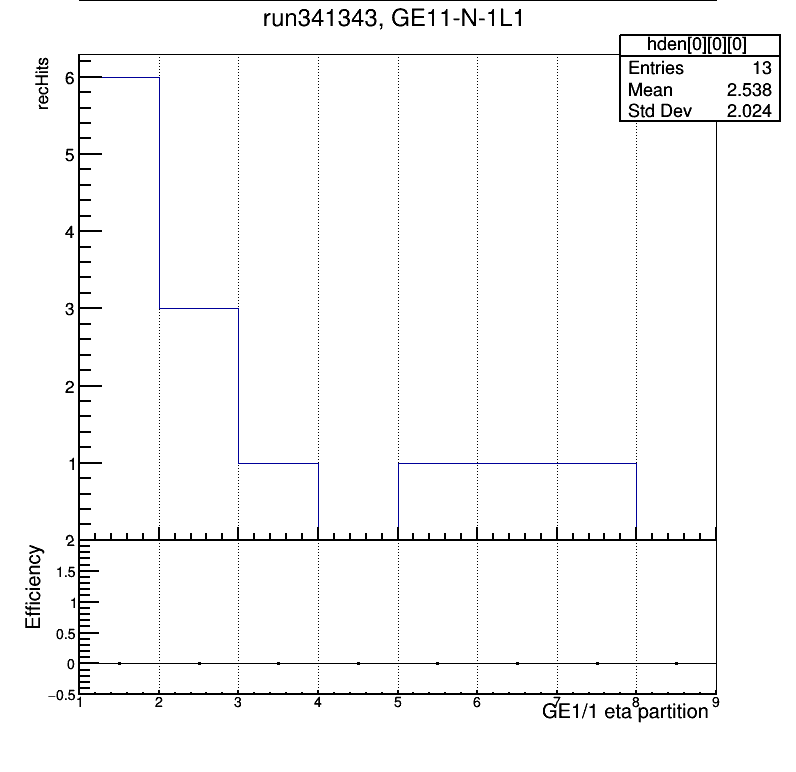 run341343, GE11-N-1L1
hden[0][0][0]
Entries 13
Mean 2.538
Std Dev 2.024
recHits
6
5
4
3
2
1
Efficiency
2
1.5
1
0.5
0
−0.5
1 2 3 4 5 6 7 8 9
GE1/1 eta partition